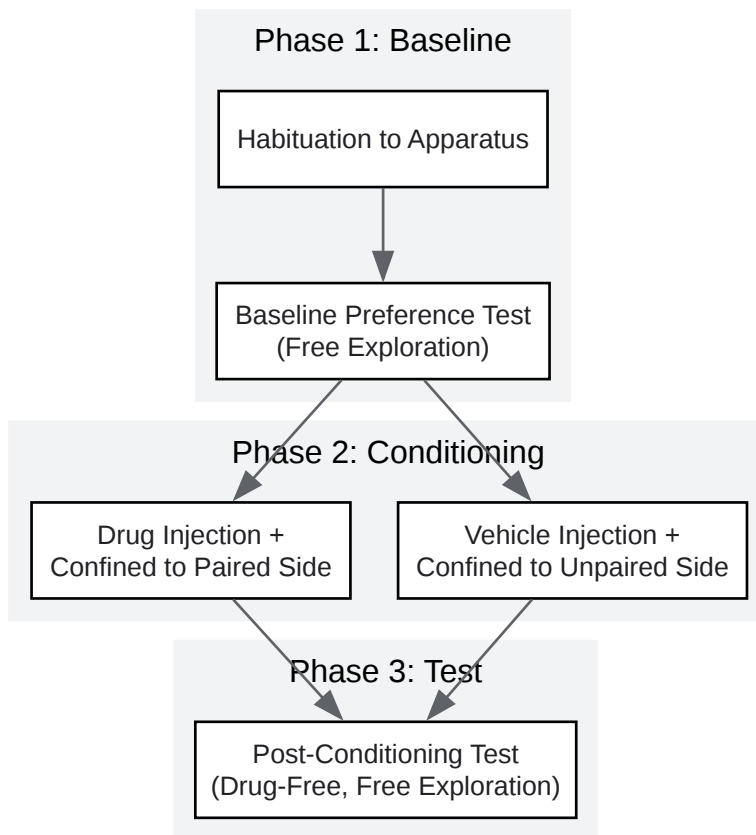 Phase 1: Baseline
Habituation to Apparatus
Baseline Preference Test
(Free Exploration)
Phase 2: Conditioning
Drug Injection +
Confined to Paired Side
Vehicle Injection +
Confined to Unpaired Side
Phase 3: Test
Post-Conditioning Test
(Drug-Free, Free Exploration)